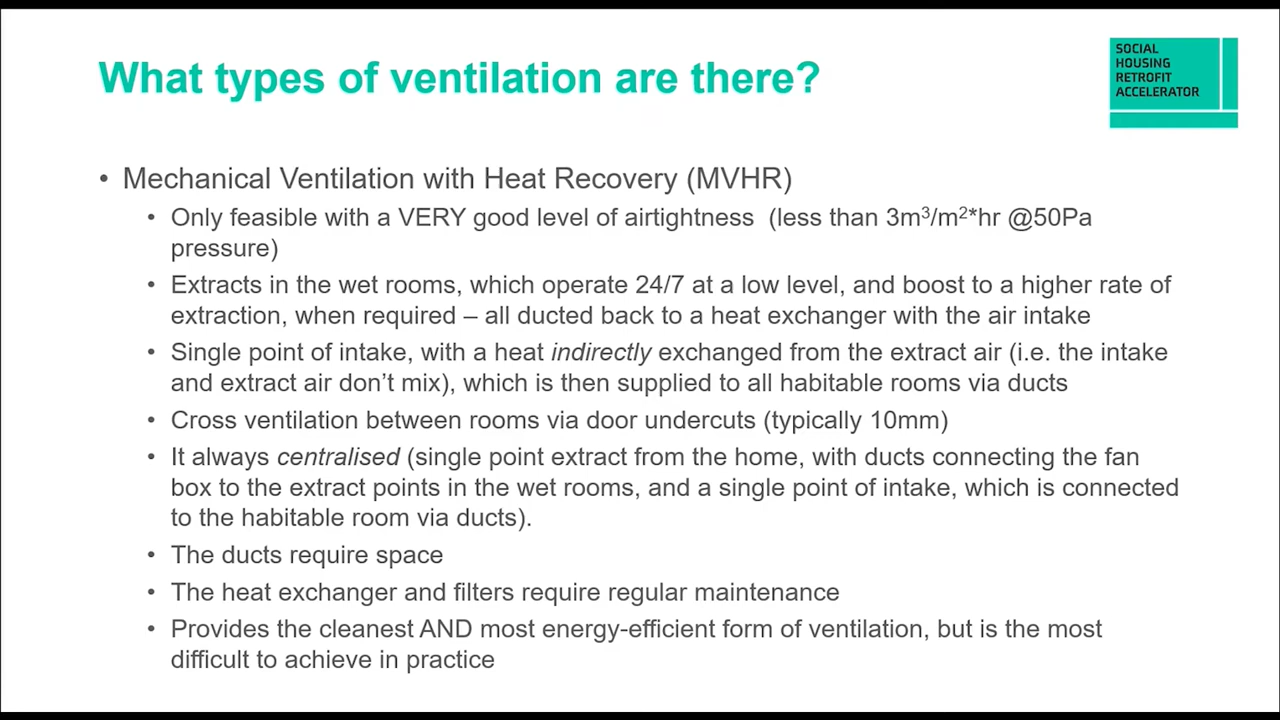 What types of ventilation are there?
SOCIAL
HOUSING
RETROFIT
ACCELERATOR
• Mechanical Ventilation with Heat Recovery (MVHR)
• Only feasible with a VERY good level of airtightness (less than 3m³/m²*hr @50Pa
pressure)
• Extracts in the wet rooms, which operate 24/7 at a low level, and boost to a higher rate of
extraction, when required – all ducted back to a heat exchanger with the air intake
• Single point of intake, with a heat indirectly exchanged from the extract air (i.e. the intake
and extract air don’t mix), which is then supplied to all habitable rooms via ducts
• Cross ventilation between rooms via door undercuts (typically 10mm)
• It always centralised (single point extract from the home, with ducts connecting the fan
box to the extract points in the wet rooms, and a single point of intake, which is connected
to the habitable room via ducts).
• The ducts require space
• The heat exchanger and filters require regular maintenance
• Provides the cleanest AND most energy-efficient form of ventilation, but is the most
difficult to achieve in practice